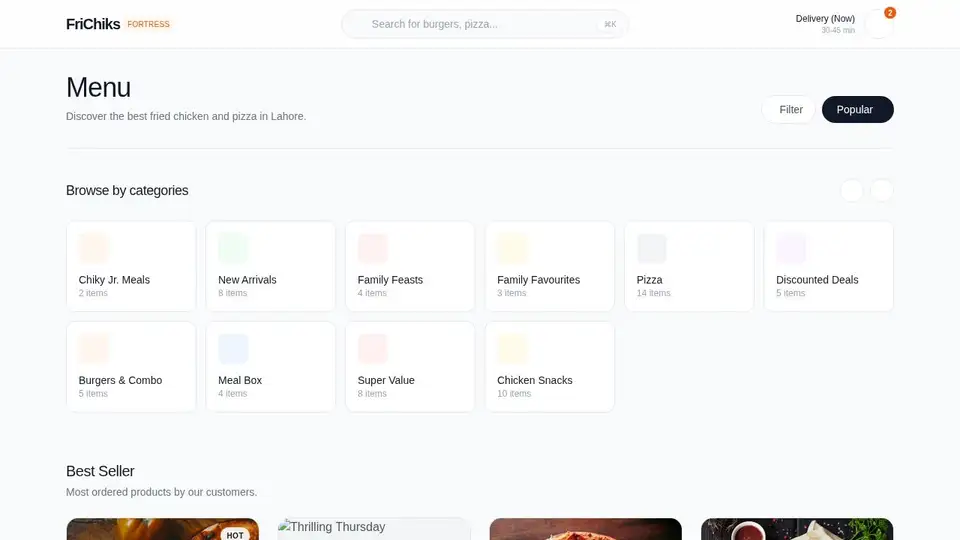 FriChiks FORTRESS
Search for burgers, pizza... ⌘K
Delivery (Now)
30-45 min
2
Menu
Discover the best fried chicken and pizza in Lahore.
Filter
Popular
Browse by categories
Chiky Jr. Meals
2 items
New Arrivals
8 items
Family Feasts
4 items
Family Favourites
3 items
Pizza
14 items
Discounted Deals
5 items
Burgers & Combo
5 items
Meal Box
4 items
Super Value
8 items
Chicken Snacks
10 items
Best Seller
Most ordered products by our customers.
HOT
Thrilling Thursday